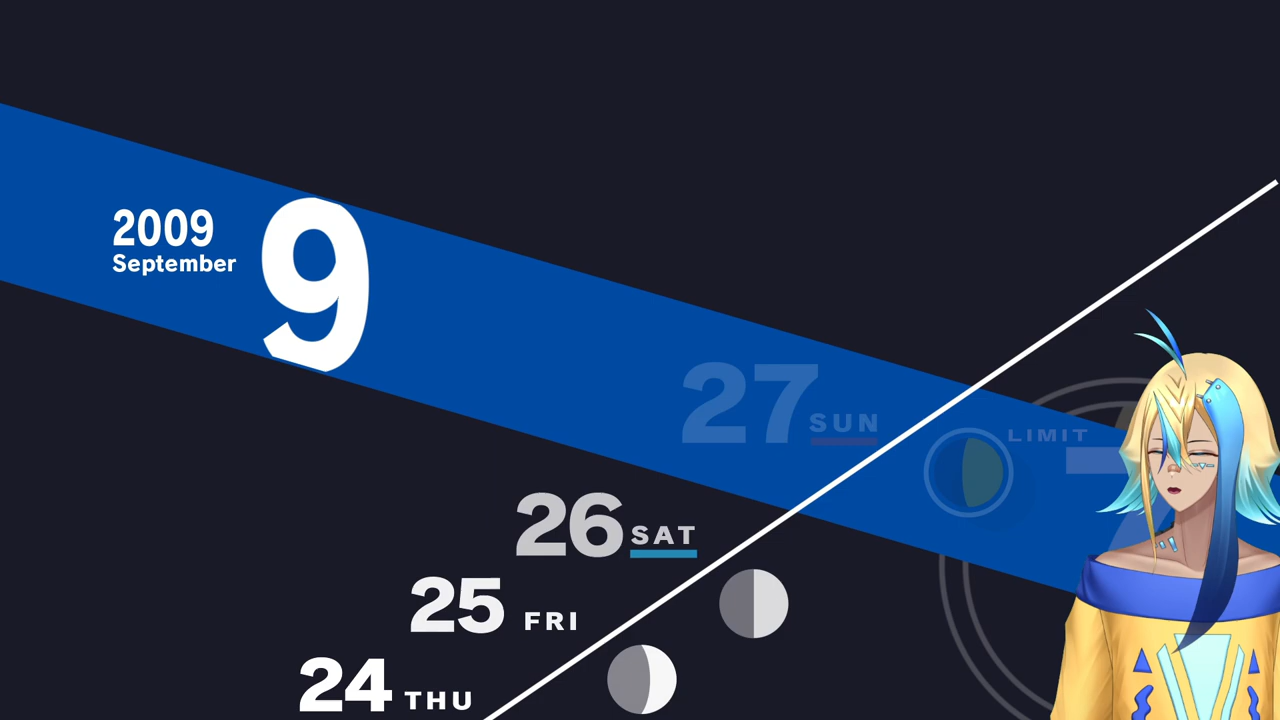 2009
September
9
27 SUN
LIMIT
26 SAT
25 FRI
24 THU